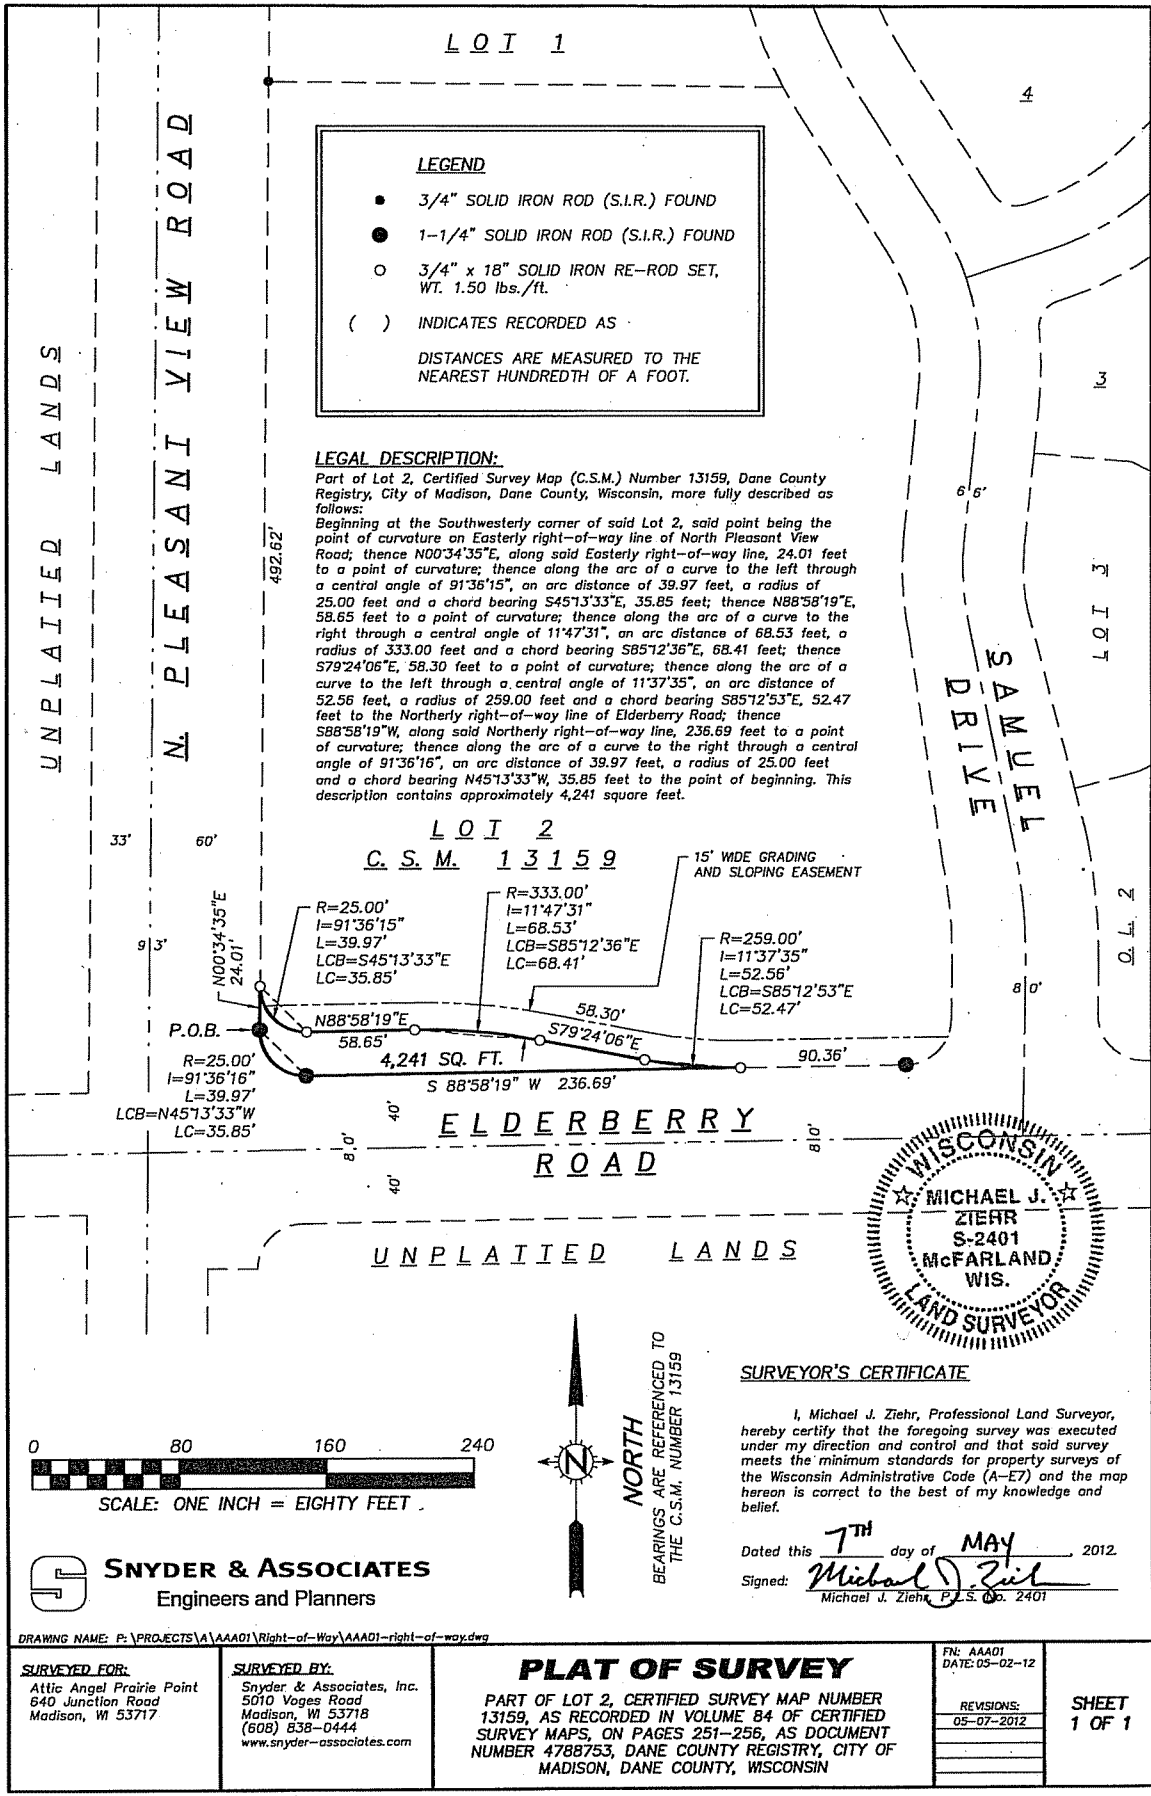 LOT 1
4
N. PLEASANT VIEW ROAD
UNPLATTED LANDS
LEGEND
3/4" SOLID IRON ROD (S.I.R.) FOUND
1-1/4" SOLID IRON ROD (S.I.R.) FOUND
3/4" x 18" SOLID IRON RE-ROD SET,
WT. 1.50 lbs./ft.
( ) INDICATES RECORDED AS
DISTANCES ARE MEASURED TO THE
NEAREST HUNDREDTH OF A FOOT.
3
492.62'
66'
LOT 3
SAMUEL
DRIVE
LEGAL DESCRIPTION:
Part of Lot 2, Certified Survey Map (C.S.M.) Number 13159, Dane County
Registry, City of Madison, Dane County, Wisconsin, more fully described as
follows:
Beginning at the Southwesterly corner of said Lot 2, said point being the
point of curvature on Easterly right-of-way line of North Pleasant View
Road; thence N00°34'35"E, along said Easterly right-of-way line, 24.01 feet
to a point of curvature; thence along the arc of a curve to the left through
a central angle of 91°36'15", an arc distance of 39.97 feet, a radius of
25.00 feet and a chord bearing S45°13'33"E, 35.85 feet; thence N88°58'19"E,
58.65 feet to a point of curvature; thence along the arc of a curve to the
right through a central angle of 11°47'31", an arc distance of 68.53 feet, a
radius of 333.00 feet and a chord bearing S85°12'36"E, 68.41 feet; thence
S79°24'06"E, 58.30 feet to a point of curvature; thence along the arc of a
curve to the left through a central angle of 11°37'35", an arc distance of
52.56 feet, a radius of 259.00 feet and a chord bearing S85°12'53"E, 52.47
feet to the Northerly right-of-way line of Elderberry Road; thence
S88°58'19"W, along said Northerly right-of-way line, 236.69 feet to a point
of curvature; thence along the arc of a curve to the right through a central
angle of 91°36'16", an arc distance of 39.97 feet, a radius of 25.00 feet
and a chord bearing N45°13'33"W, 35.85 feet to the point of beginning. This
description contains approximately 4,241 square feet.
LOT 2
C. S. M. 13159
33'
60'
93'
15' WIDE GRADING
AND SLOPING EASEMENT
N00°34'35"E
24.01'
R=25.00'
I=91°36'15"
L=39.97'
LCB=S45°13'33"E
LC=35.85'
R=333.00'
I=11°47'31"
L=68.53'
LCB=S85°12'36"E
LC=68.41'
R=259.00'
I=11°37'35"
L=52.56'
LCB=S85°12'53"E
LC=52.47'
O.L. 2
80'
P.O.B.
N88°58'19"E
58.65'
58.30'
S79°24'06"E
90.36'
4,241 SQ. FT.
S 88°58'19" W 236.69'
R=25.00'
I=91°36'16"
L=39.97'
LCB=N45°13'33"W
LC=35.85'
40'
80'
40'
80'
ELDERBERRY
ROAD
UNPLATTED LANDS
WISCONSIN
MICHAEL J.
ZIEHR
S-2401
McFARLAND
WIS.
LAND SURVEYOR
N
NORTH
BEARINGS ARE REFERENCED TO
THE C.S.M. NUMBER 13159
SURVEYOR'S CERTIFICATE
I, Michael J. Ziehr, Professional Land Surveyor,
hereby certify that the foregoing survey was executed
under my direction and control and that said survey
meets the minimum standards for property surveys of
the Wisconsin Administrative Code (A-E7) and the map
hereon is correct to the best of my knowledge and
belief.
Dated this 7TH day of MAY, 2012.
Signed: Michael J. Ziehr
Michael J. Ziehr, P.L.S. No. 2401
0 80 160 240
SCALE: ONE INCH = EIGHTY FEET
S
SNYDER & ASSOCIATES
Engineers and Planners
DRAWING NAME: P:\PROJECTS\A\AAA01\Right-of-Way\AAA01-right-of-way.dwg
SURVEYED FOR:
Attic Angel Prairie Point
640 Junction Road
Madison, WI 53717
SURVEYED BY:
Snyder & Associates, Inc.
5010 Voges Road
Madison, WI 53718
(608) 838-0444
www.snyder-associates.com
PLAT OF SURVEY
PART OF LOT 2, CERTIFIED SURVEY MAP NUMBER
13159, AS RECORDED IN VOLUME 84 OF CERTIFIED
SURVEY MAPS, ON PAGES 251-256, AS DOCUMENT
NUMBER 4788753, DANE COUNTY REGISTRY, CITY OF
MADISON, DANE COUNTY, WISCONSIN
FN: AAA01
DATE: 05-02-12
REVISIONS:
05-07-2012
SHEET
1 OF 1